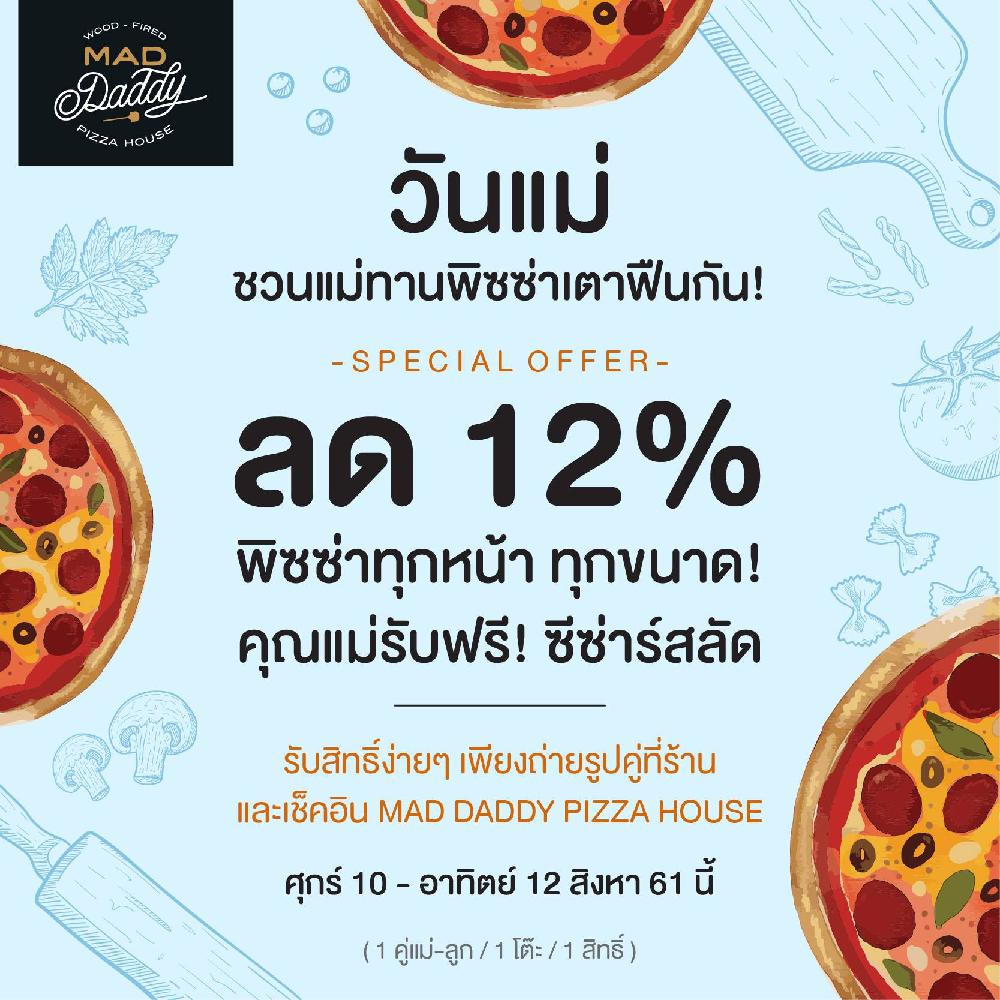 WOOD - FIRED
MAD
Daddy
PIZZA HOUSE
วันแม่
ชวนแม่ทานพิซซ่าเตาฟืนกัน!
-SPECIAL OFFER-
ลด 12%
พิซซ่าทุกหน้า ทุกขนาด!
คุณแม่รับฟรี! ซีซ่าร์สลัด
รับสิทธิ์ง่ายๆ เพียงถ่ายรูปคู่ที่ร้าน
และเช็คอิน MAD DADDY PIZZA HOUSE
ศุกร์ 10 - อาทิตย์ 12 สิงหา 61 นี้
( 1 คู่แม่-ลูก / 1 โต๊ะ / 1 สิทธิ์ )